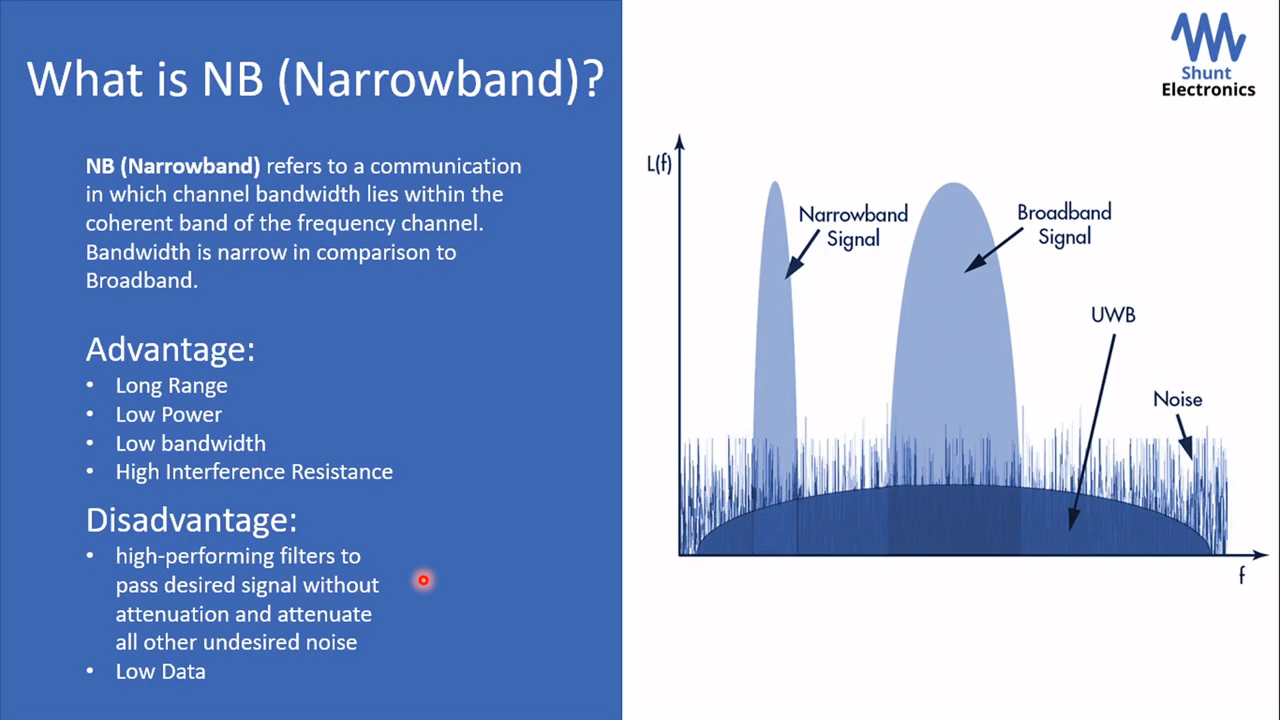 What is NB (Narrowband)?
NB (Narrowband) refers to a communication
in which channel bandwidth lies within the
coherent band of the frequency channel.
Bandwidth is narrow in comparison to
Broadband.
Advantage:
• Long Range
• Low Power
• Low bandwidth
• High Interference Resistance
Disadvantage:
• high-performing filters to
pass desired signal without
attenuation and attenuate
all other undesired noise
• Low Data
Shunt
Electronics
L(f)
Narrowband
Signal
Broadband
Signal
UWB
Noise
f